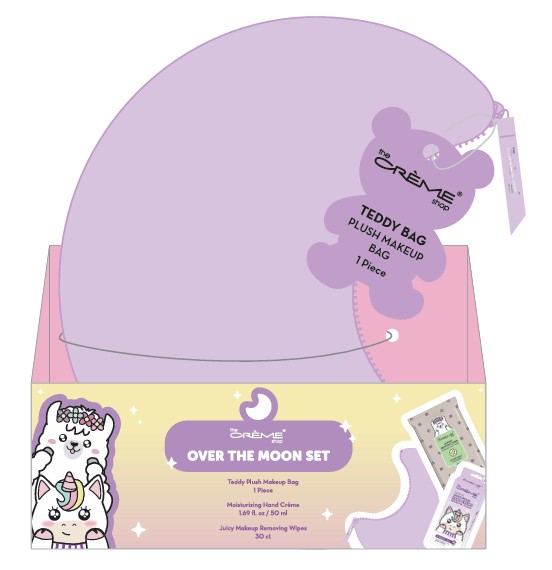 the
CRÈME®
shop
TEDDY BAG
PLUSH MAKEUP
BAG
1 Piece
the
CRÈME®
shop
OVER THE MOON SET
Teddy Plush Makeup Bag
1 Piece
Moisturizing Hand Crème
1.69 fl. oz / 50 ml
Juicy Makeup Removing Wipes
30 ct